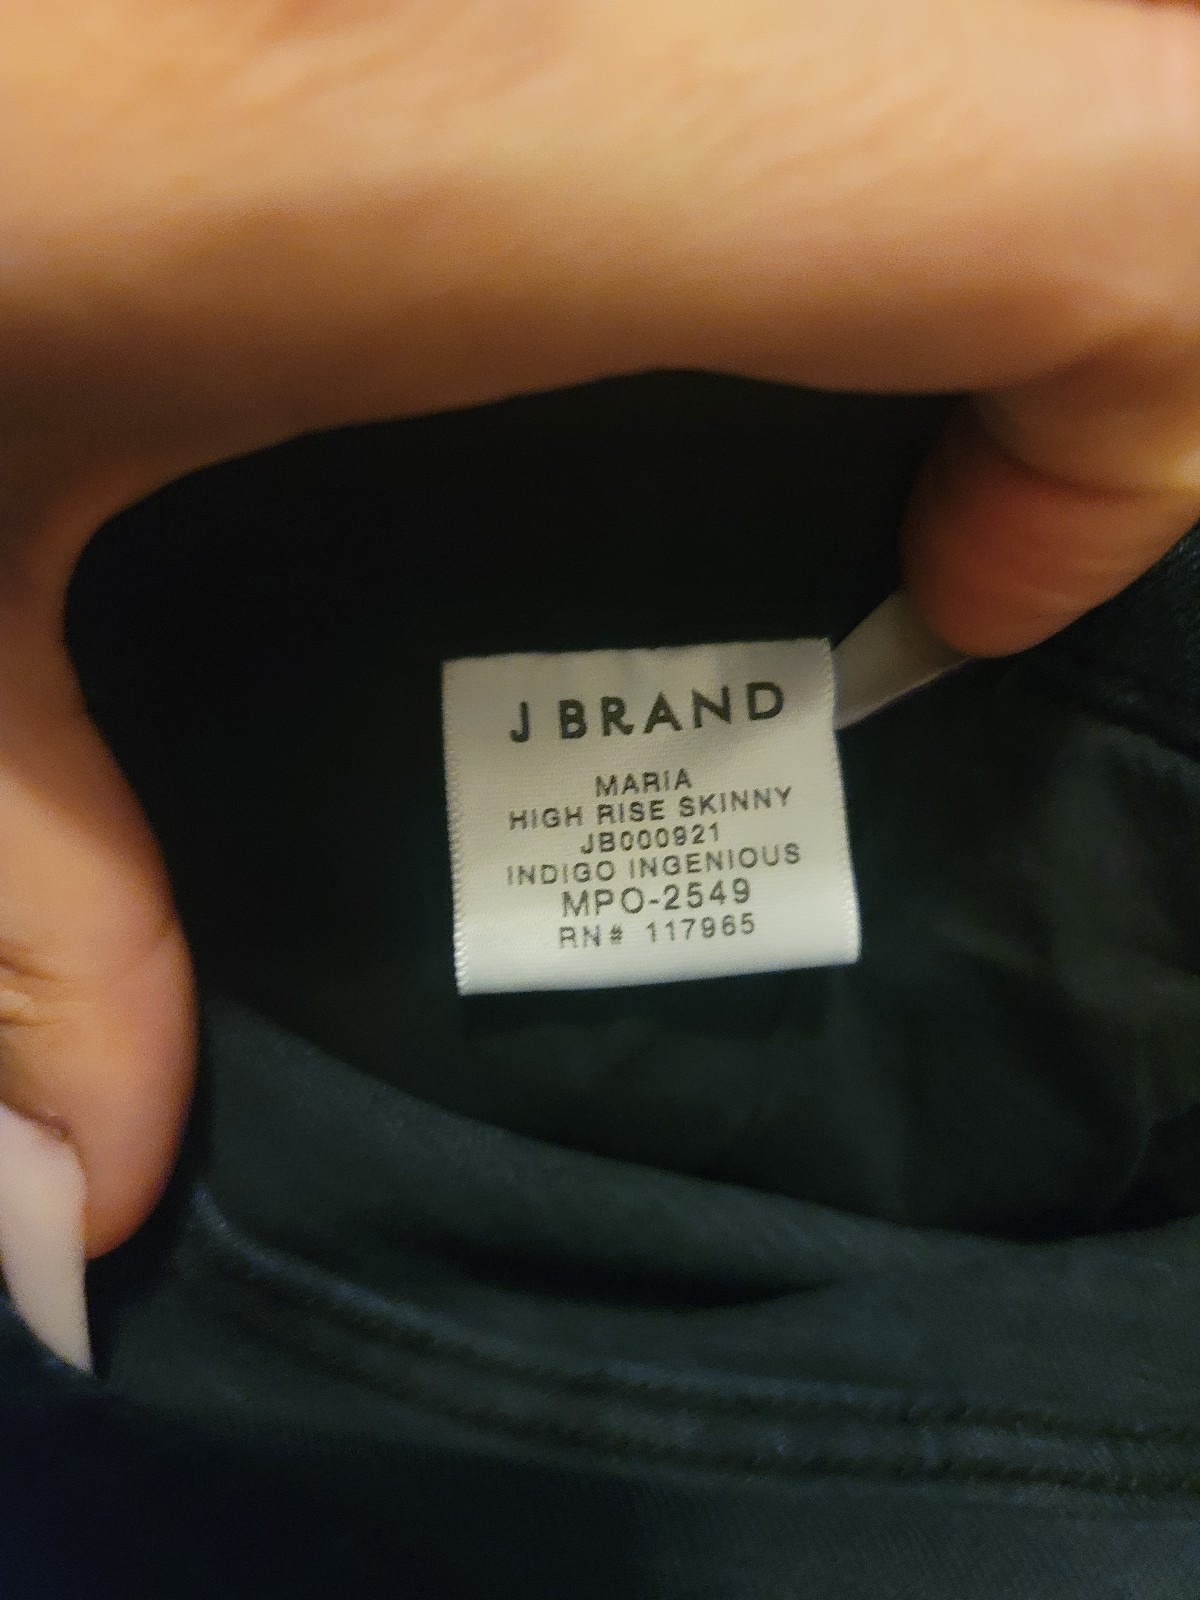 J BRAND
MARIA
HIGH RISE SKINNY
JB000921
INDIGO INGENIOUS
MPO-2549
RN# 117965